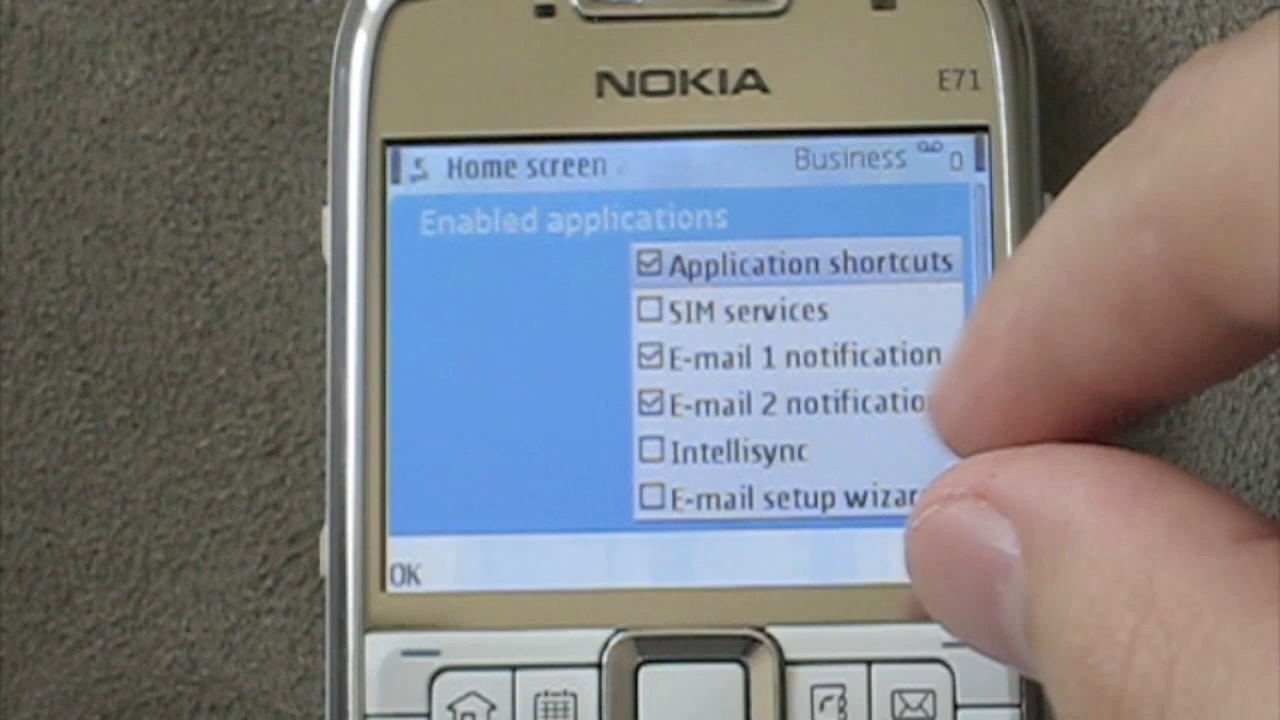 NOKIA E71
Home screen Business 0
Enabled applications
Application shortcuts
SIM services
E-mail 1 notification
E-mail 2 notificatio
Intellisync
E-mail setup wizar
OK